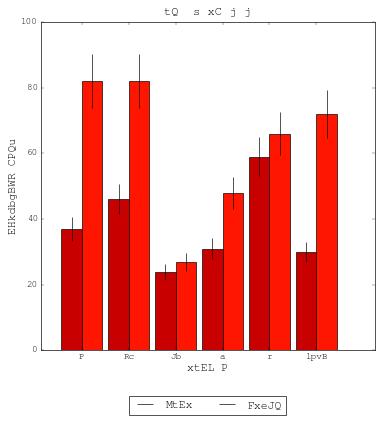 tQ s xC j j
100
80
60
40
20
0
EHkdbgBWR CPQu
P Rc Jb a r lpvB
xtEL P
MtEx FxeJQ